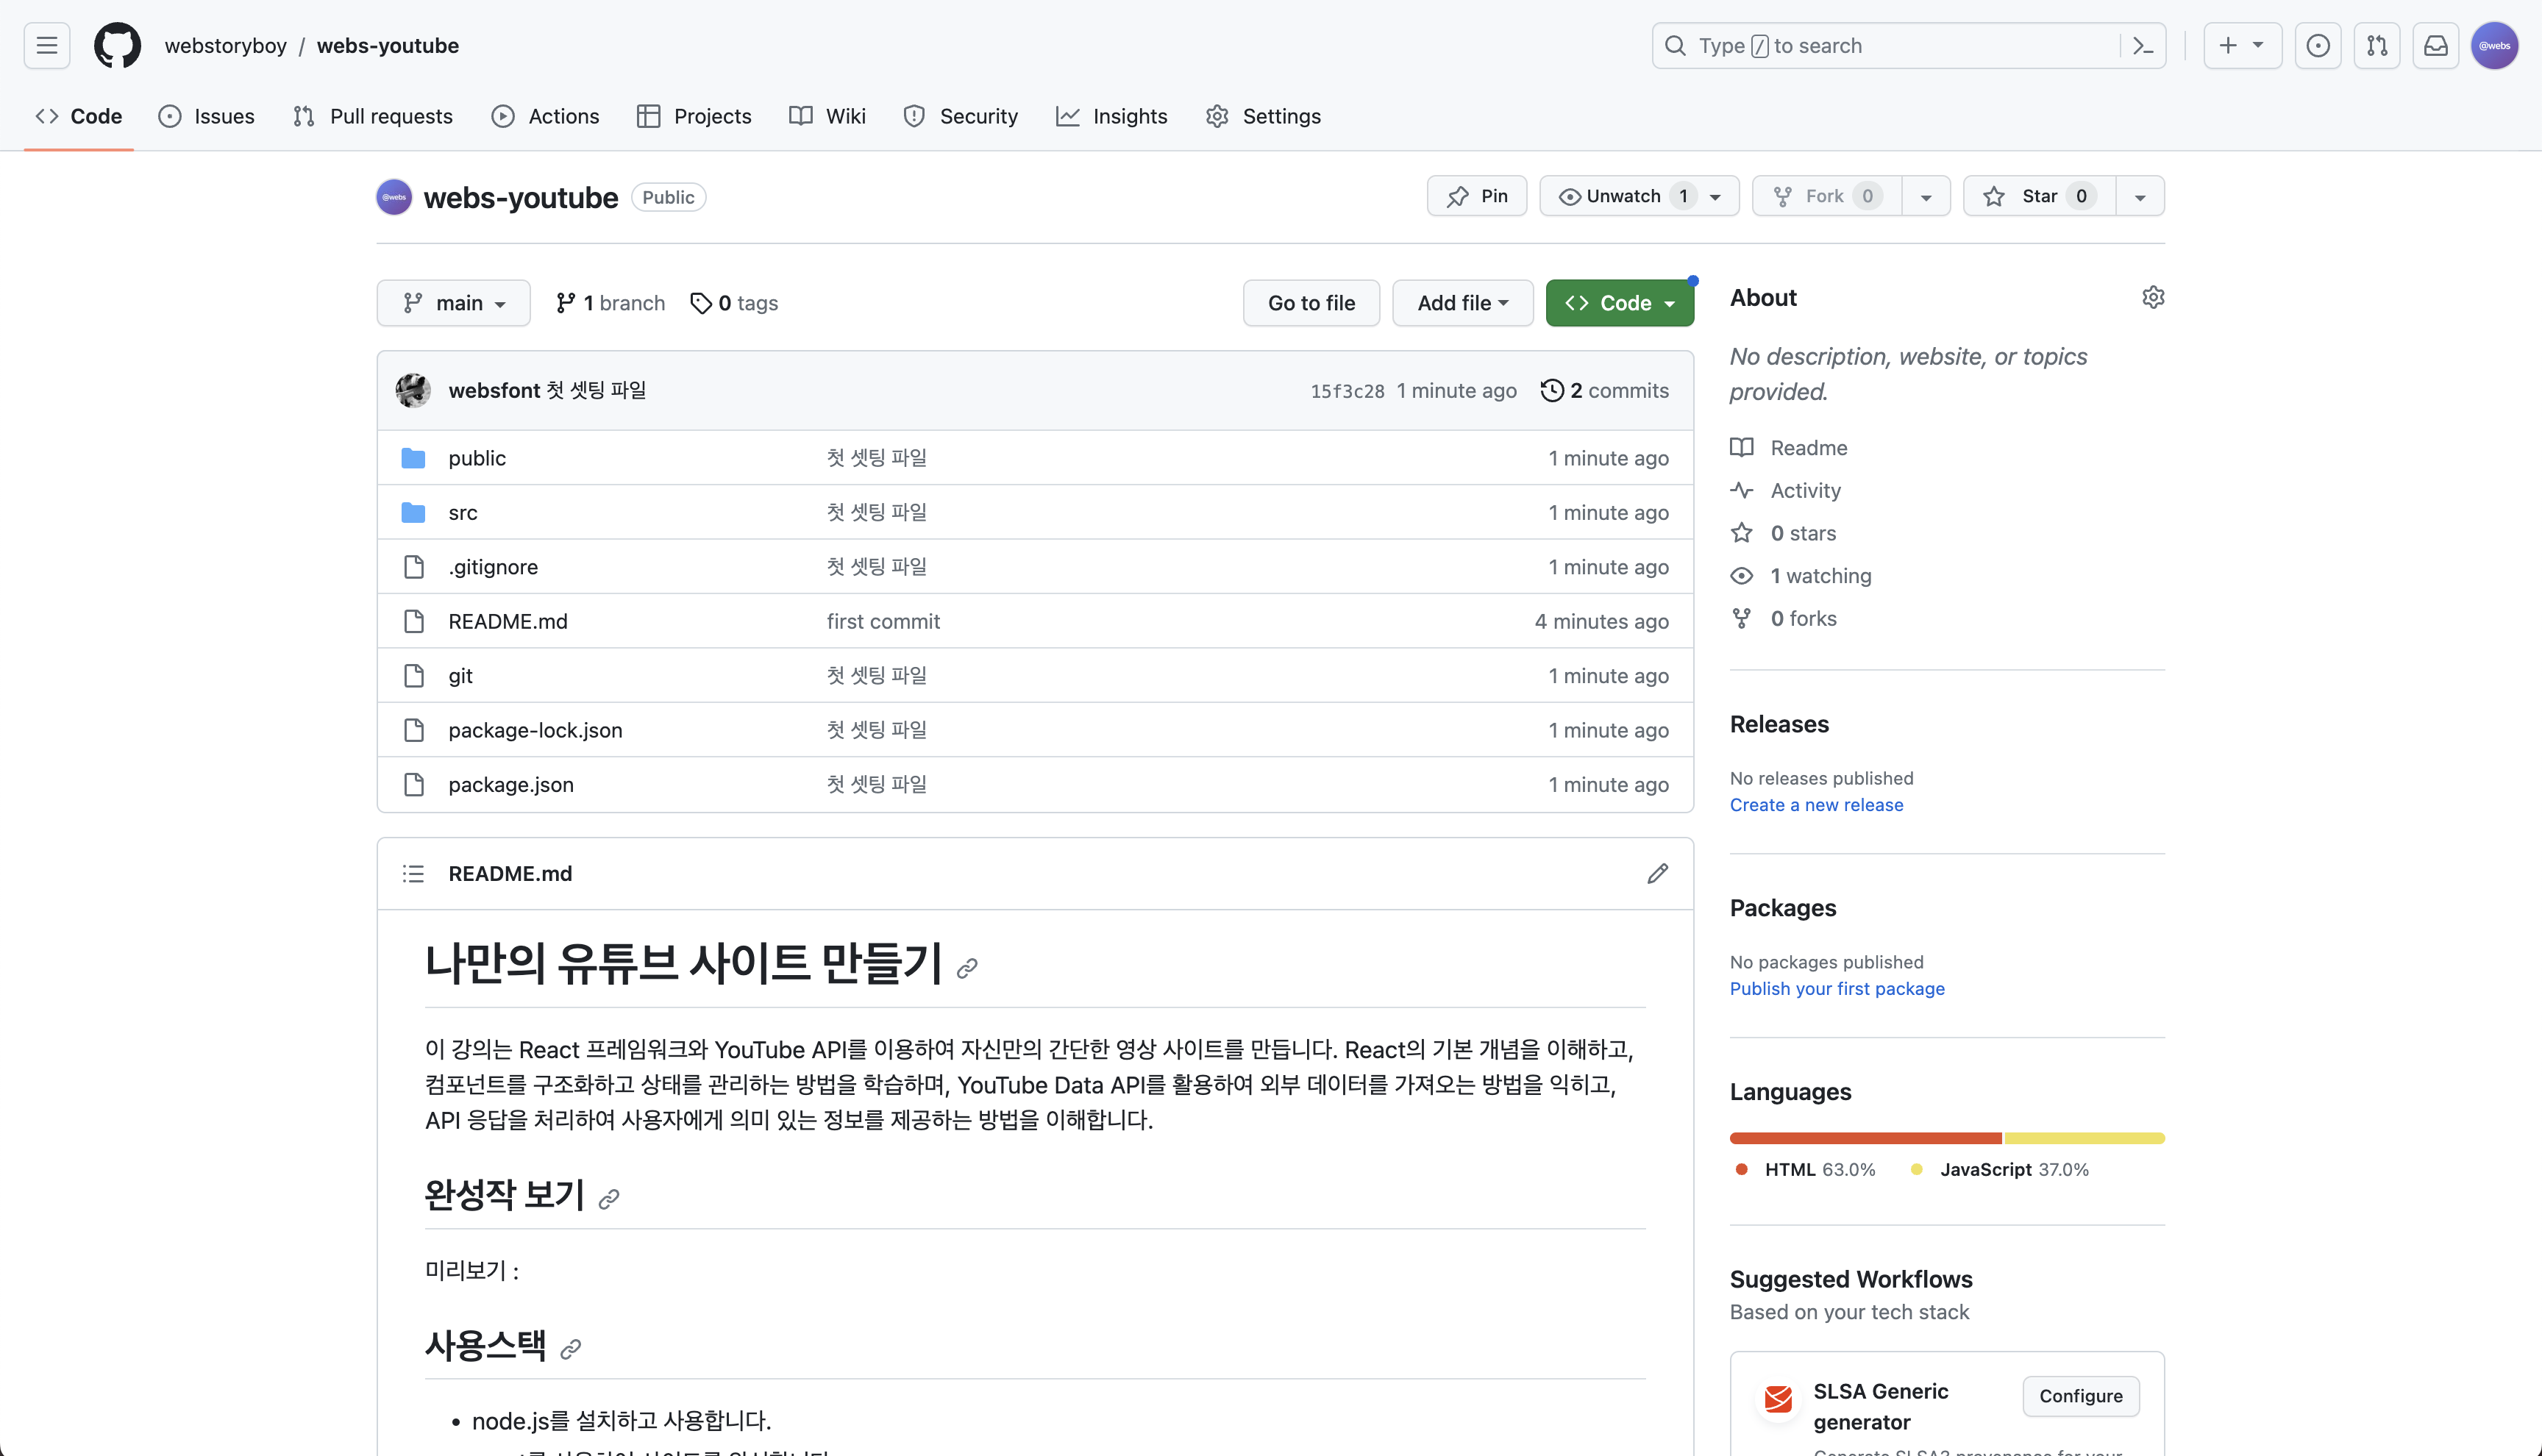 webstoryboy / webs-youtube
Type / to search
@webs
Code Issues Pull requests Actions Projects Wiki Security Insights Settings
@webs webs-youtube Public
Pin Unwatch 1 Fork 0 Star 0
main 1 branch 0 tags Go to file Add file Code
websfont 첫 셋팅 파일 15f3c28 1 minute ago 2 commits
public 첫 셋팅 파일 1 minute ago
src 첫 셋팅 파일 1 minute ago
.gitignore 첫 셋팅 파일 1 minute ago
README.md first commit 4 minutes ago
git 첫 셋팅 파일 1 minute ago
package-lock.json 첫 셋팅 파일 1 minute ago
package.json 첫 셋팅 파일 1 minute ago
README.md
나만의 유튜브 사이트 만들기
이 강의는 React 프레임워크와 YouTube API를 이용하여 자신만의 간단한 영상 사이트를 만듭니다. React의 기본 개념을 이해하고,
컴포넌트를 구조화하고 상태를 관리하는 방법을 학습하며, YouTube Data API를 활용하여 외부 데이터를 가져오는 방법을 익히고,
API 응답을 처리하여 사용자에게 의미 있는 정보를 제공하는 방법을 이해합니다.
완성작 보기
미리보기 :
사용스택
• node.js를 설치하고 사용합니다.
About
No description, website, or topics
provided.
Readme
Activity
0 stars
1 watching
0 forks
Releases
No releases published
Create a new release
Packages
No packages published
Publish your first package
Languages
HTML 63.0% JavaScript 37.0%
Suggested Workflows
Based on your tech stack
SLSA Generic
generator
Configure